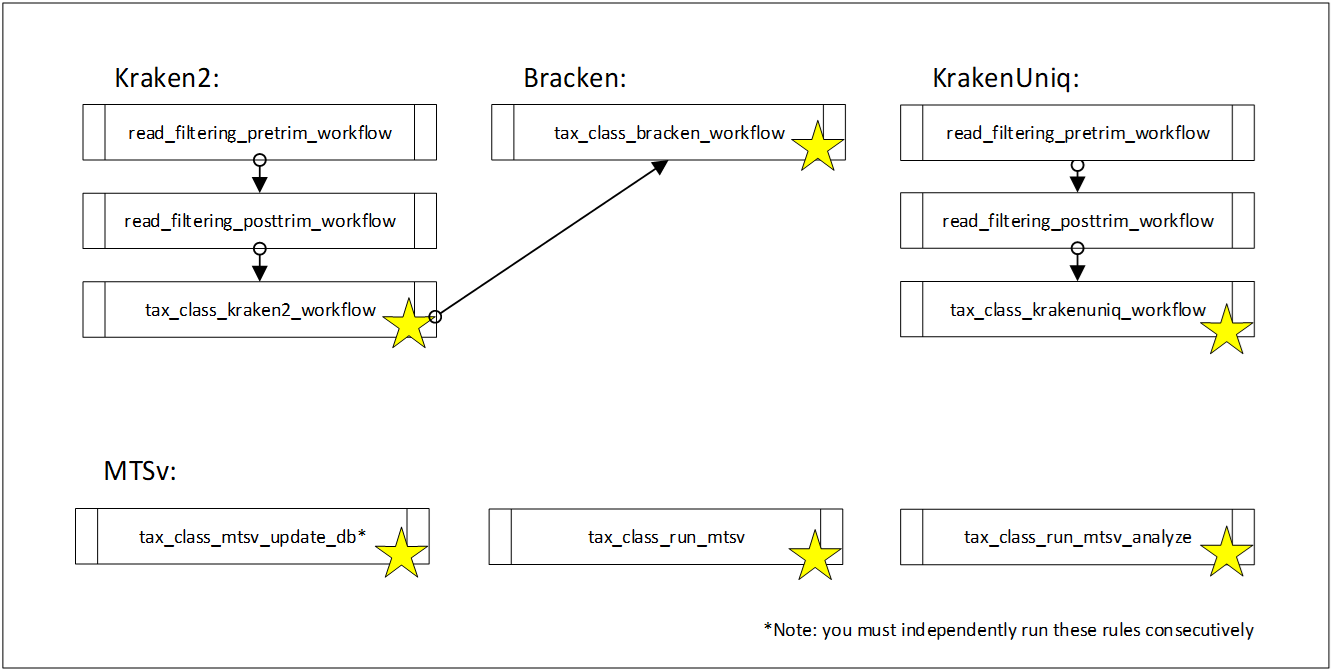 Kraken2:
read_filtering_pretrim_workflow
read_filtering_posttrim_workflow
tax_class_kraken2_workflow
Bracken:
tax_class_bracken_workflow
KrakenUniq:
read_filtering_pretrim_workflow
read_filtering_posttrim_workflow
tax_class_krakenuniq_workflow
MTSv:
tax_class_mtsv_update_db*
tax_class_run_mtsv
tax_class_run_mtsv_analyze
*Note: you must independently run these rules consecutively